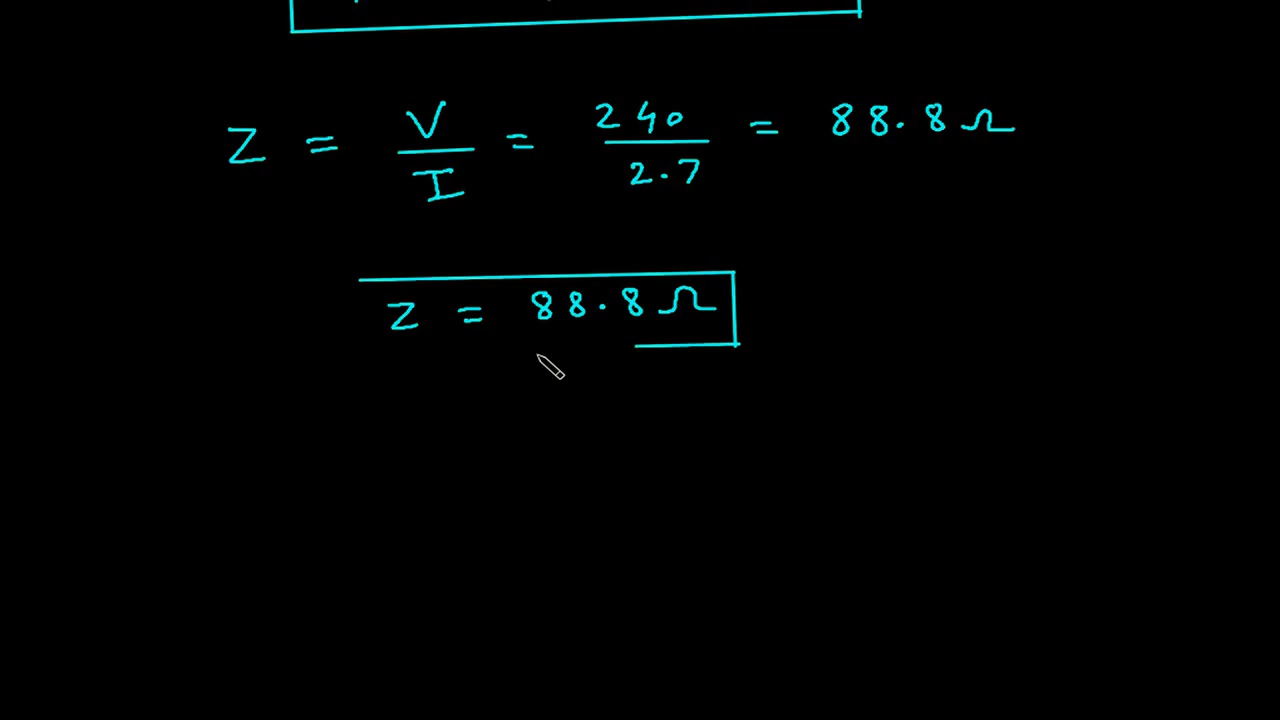 Z = V/I = 240/2.7 = 88.8 Ω
Z = 88.8 Ω